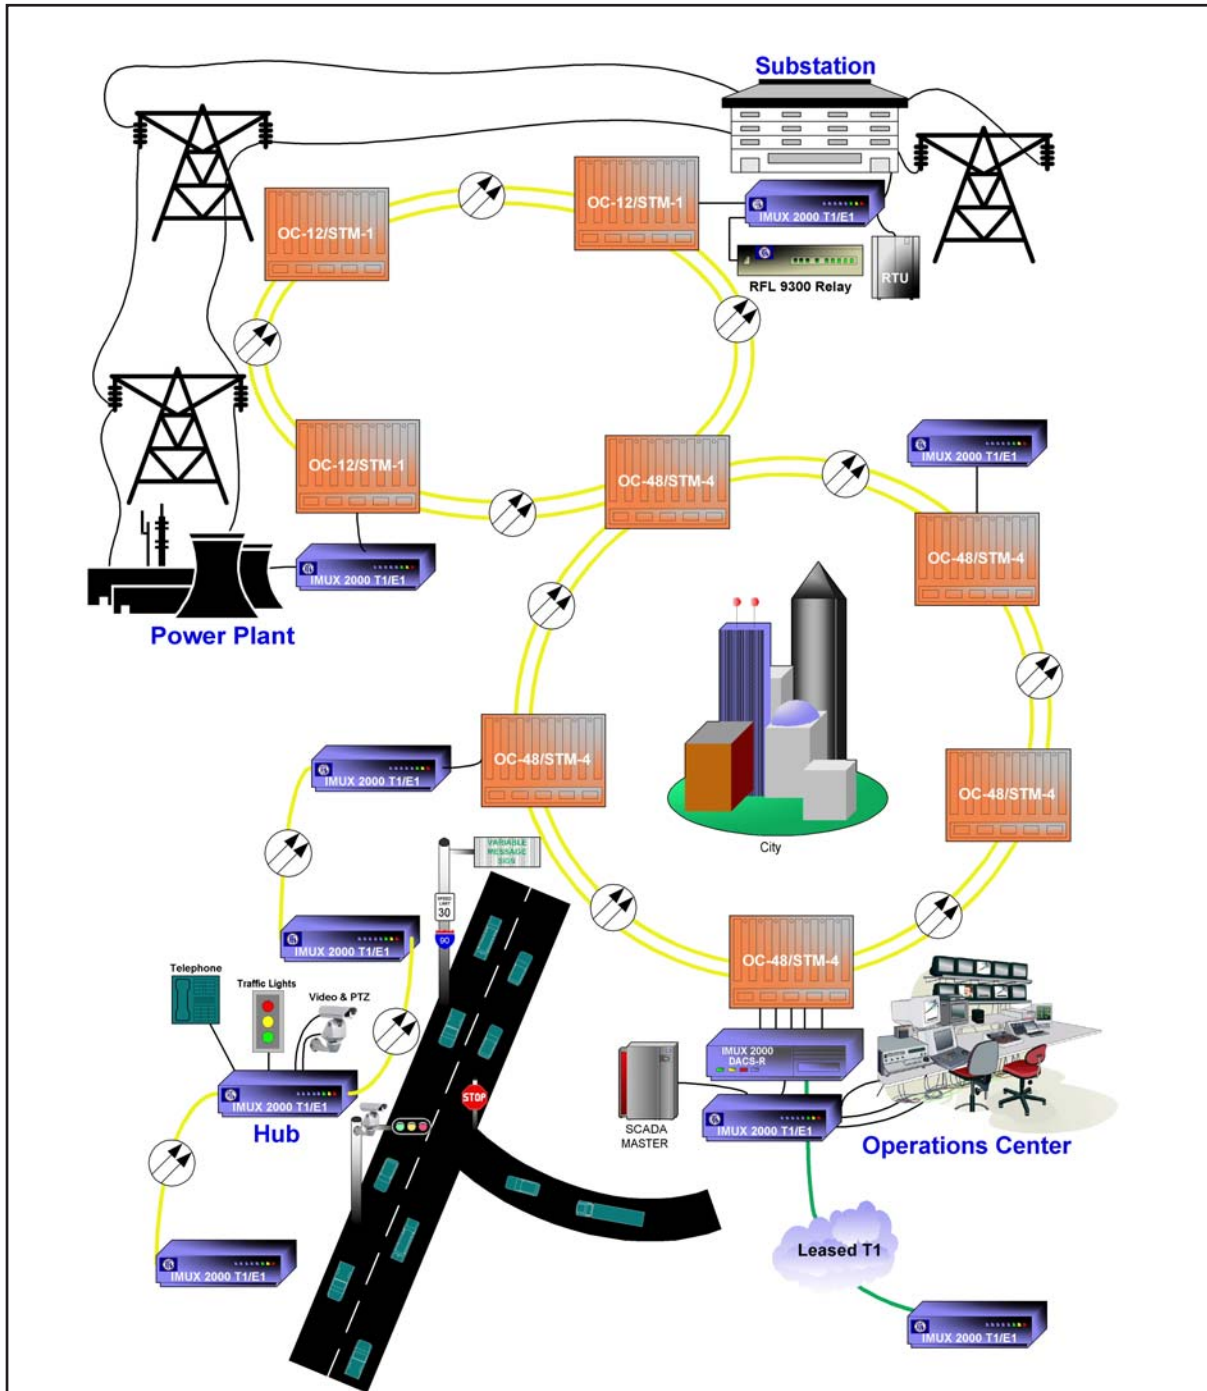 Substation
OC-12/STM-1
OC-12/STM-1
IMUX 2000 T1/E1
RFL 9300 Relay
RTU
OC-12/STM-1
OC-48/STM-4
IMUX 2000 T1/E1
OC-48/STM-4
IMUX 2000 T1/E1
Power Plant
OC-48/STM-4
IMUX 2000 T1/E1
OC-48/STM-4
City
VARIABLE
MESSAGE
SIGN
SPEED
LIMIT
30
90
IMUX 2000 T1/E1
OC-48/STM-4
Telephone
Traffic Lights
Video & PTZ
IMUX 2000
DACS-R
IMUX 2000 T1/E1
Hub
STOP
SCADA
MASTER
IMUX 2000 T1/E1
Operations Center
Leased T1
IMUX 2000 T1/E1
IMUX 2000 T1/E1